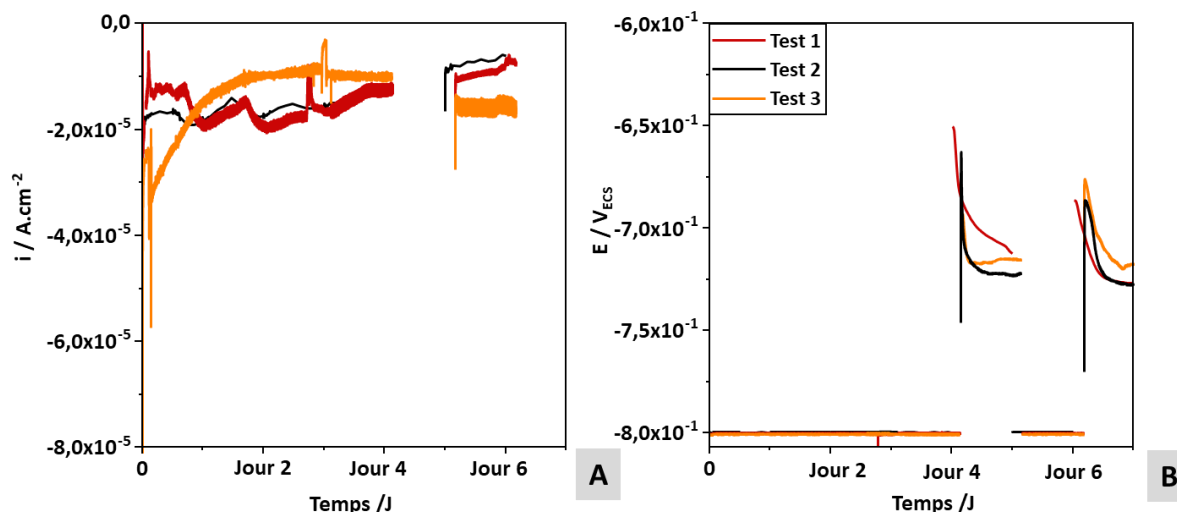 0,0
-2,0x10⁻⁵
-4,0x10⁻⁵
-6,0x10⁻⁵
-8,0x10⁻⁵
i / A.cm⁻²
0
Jour 2
Jour 4
Jour 6
Temps /J
A
-6,0x10⁻¹
-6,5x10⁻¹
-7,0x10⁻¹
-7,5x10⁻¹
-8,0x10⁻¹
E / V_ECS
Test 1
Test 2
Test 3
0
Jour 2
Jour 4
Jour 6
Temps /J
B